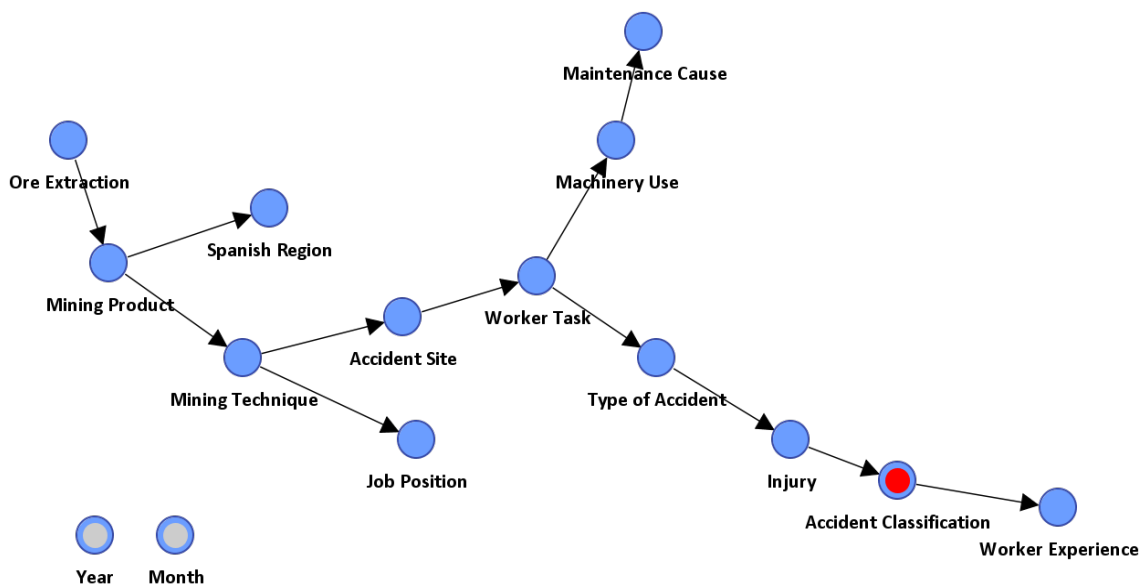 Maintenance Cause
Ore Extraction
Machinery Use
Spanish Region
Mining Product
Worker Task
Accident Site
Mining Technique
Type of Accident
Job Position
Injury
Accident Classification
Worker Experience
Year
Month